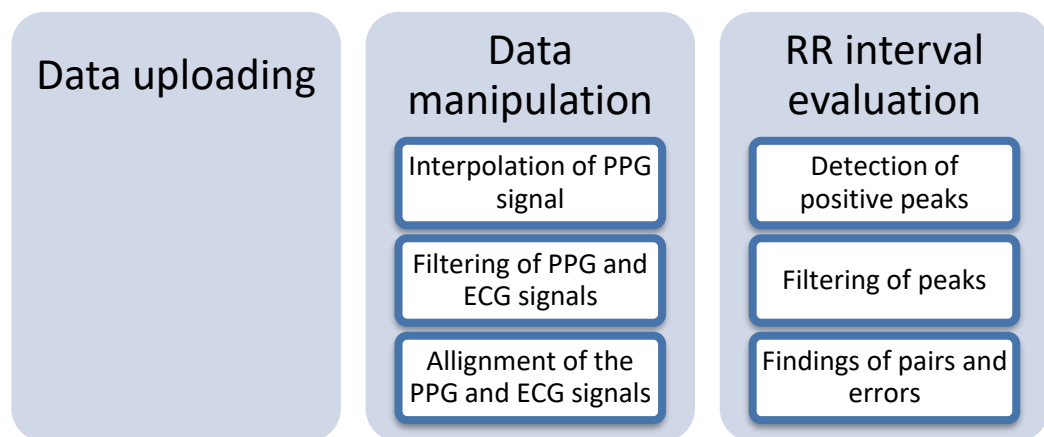 Data uploading
Data
manipulation
Interpolation of PPG
signal
Filtering of PPG and
ECG signals
Allignment of the
PPG and ECG signals
RR interval
evaluation
Detection of
positive peaks
Filtering of peaks
Findings of pairs and
errors